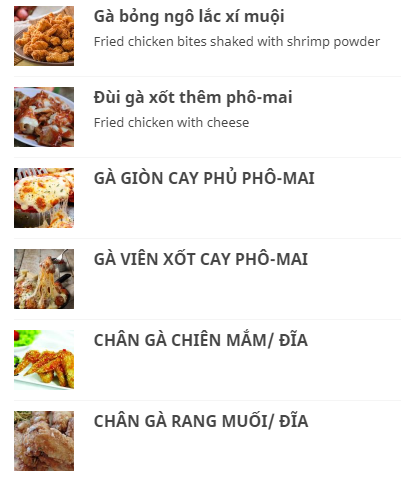 Gà bỏng ngô lắc xí muội
Fried chicken bites shaked with shrimp powder
Đùi gà xốt thêm phô-mai
Fried chicken with cheese
GÀ GIÒN CAY PHỦ PHÔ-MAI
GÀ VIÊN XỐT CAY PHÔ-MAI
CHÂN GÀ CHIÊN MẮM/ ĐĨA
CHÂN GÀ RANG MUỐI/ ĐĨA